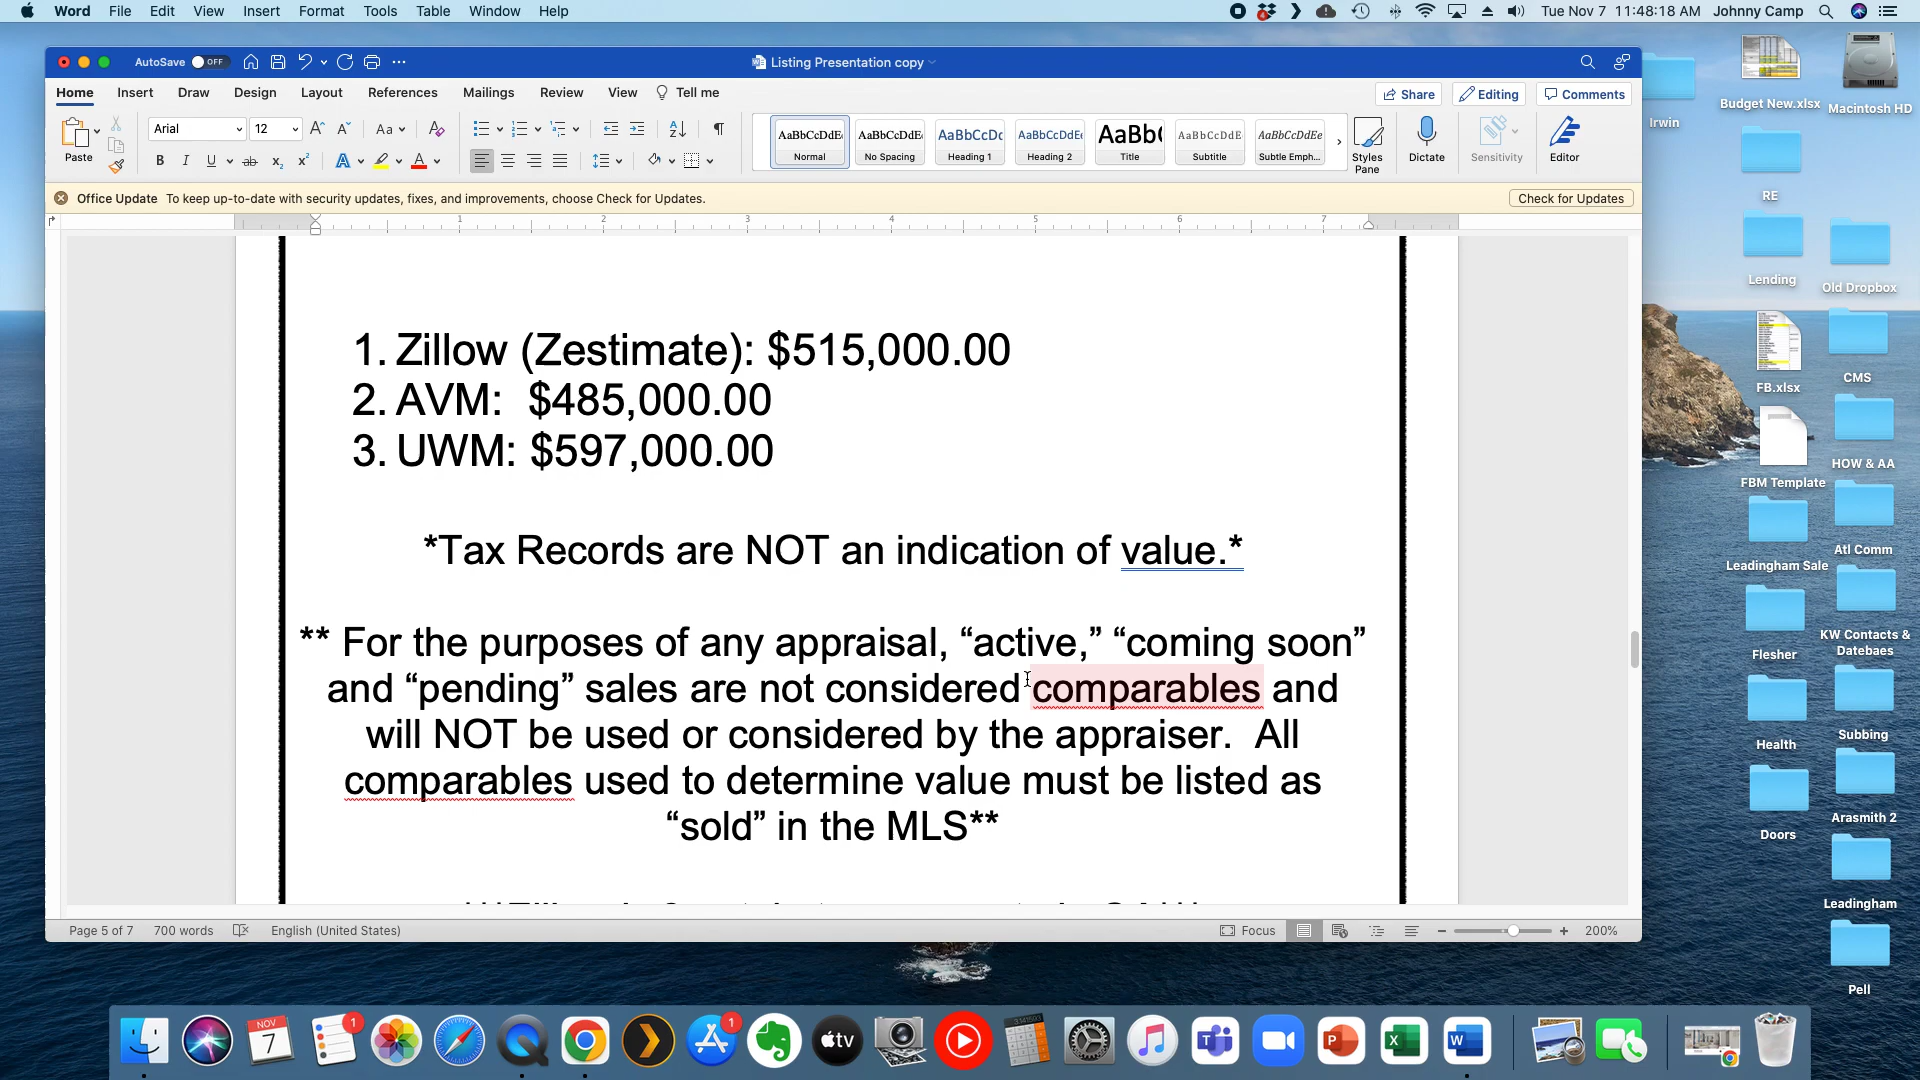 Word File Edit View Insert Format Tools Table Window Help
Tue Nov 7 11:48:18 AM Johnny Camp
AutoSave OFF
Listing Presentation copy
Home Insert Draw Design Layout References Mailings Review View Tell me
Share Editing Comments
Paste
Arial 12
AaBbCcDdEe AaBbCcDdEe AaBbCcDc AaBbCcDdEe AaBb( AaBbCcDdE AaBbCcDdEe
Normal No Spacing Heading 1 Heading 2 Title Subtitle Subtle Emph...
Styles Pane
Dictate
Sensitivity
Editor
Office Update To keep up-to-date with security updates, fixes, and improvements, choose Check for Updates.
Check for Updates
1 2 3 4 5 6 7
1. Zillow (Zestimate): $515,000.00
2. AVM: $485,000.00
3. UWM: $597,000.00
*Tax Records are NOT an indication of value.*
** For the purposes of any appraisal, “active,” “coming soon”
and “pending” sales are not considered comparables and
will NOT be used or considered by the appraiser. All
comparables used to determine value must be listed as
“sold” in the MLS**
Page 5 of 7 700 words English (United States)
Focus 200%
Irwin
Budget New.xlsx
Macintosh HD
RE
Lending
Old Dropbox
FB.xlsx
CMS
FBM Template
HOW & AA
Leadingham Sale
Atl Comm
Flesher
KW Contacts &
Datebaes
Health
Subbing
Doors
Arasmith 2
Leadingham
Pell
NOV
7
1
1
tv